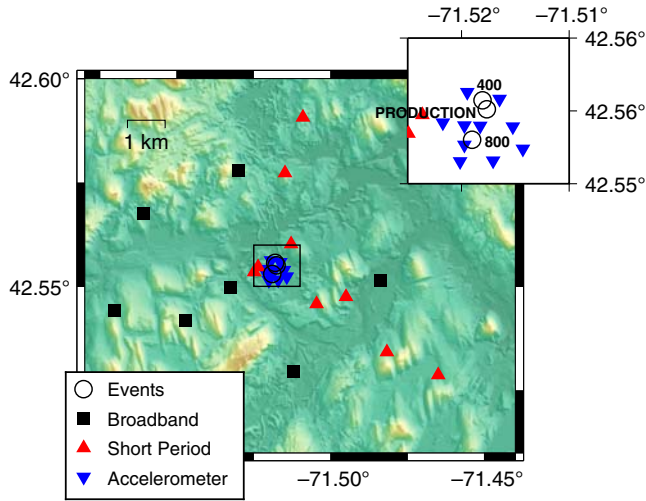 −71.52° −71.51°
42.56°
42.60°
400
PRODUCTION
42.56°
1 km
800
42.55°
42.55°
Events
Broadband
Short Period
Accelerometer
−71.50° −71.45°